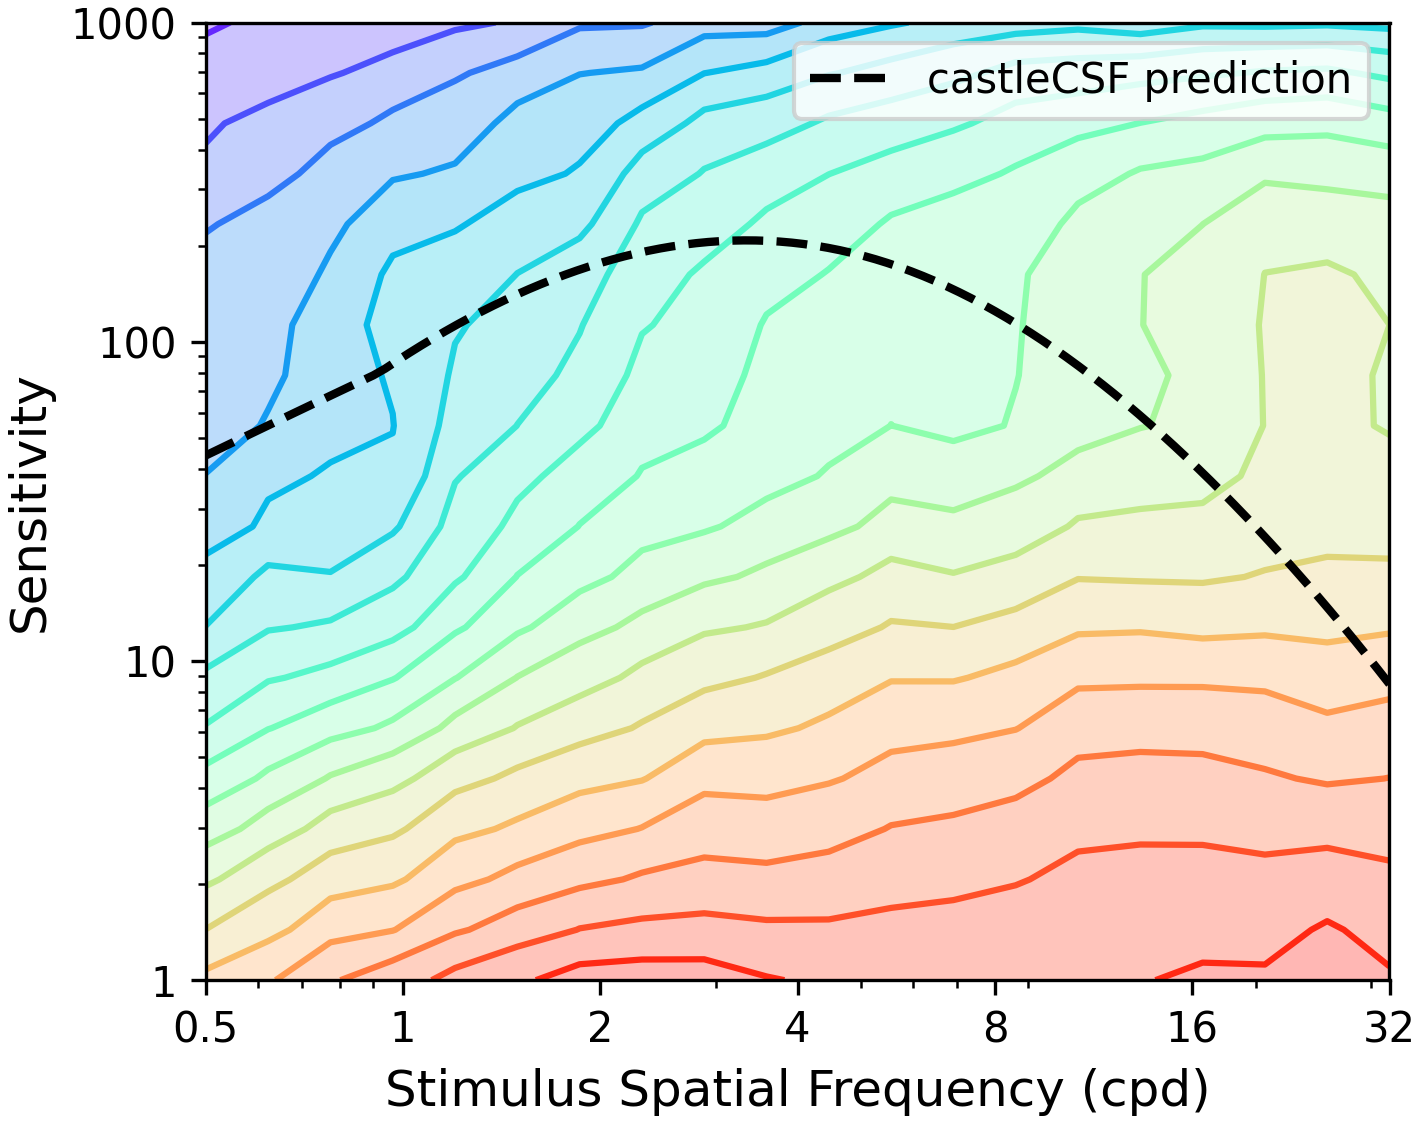 1000
100
10
1
Sensitivity
castleCSF prediction
0.5 1 2 4 8 16 32
Stimulus Spatial Frequency (cpd)